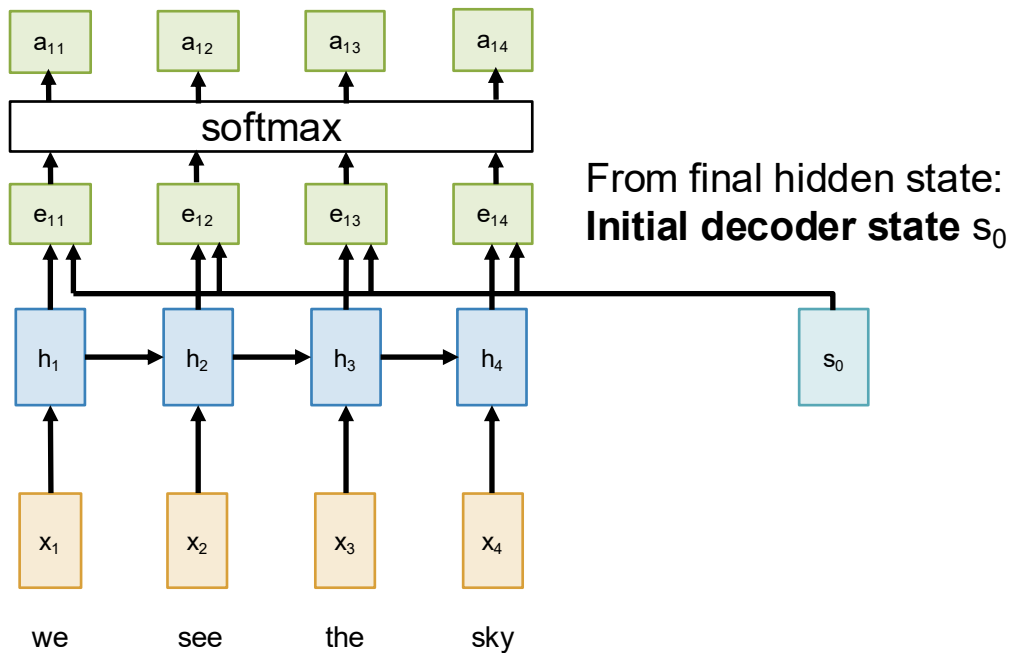 a₁₁ a₁₂ a₁₃ a₁₄
softmax
e₁₁ e₁₂ e₁₃ e₁₄
From final hidden state:
Initial decoder state s₀
h₁ h₂ h₃ h₄ s₀
x₁ x₂ x₃ x₄
we see the sky